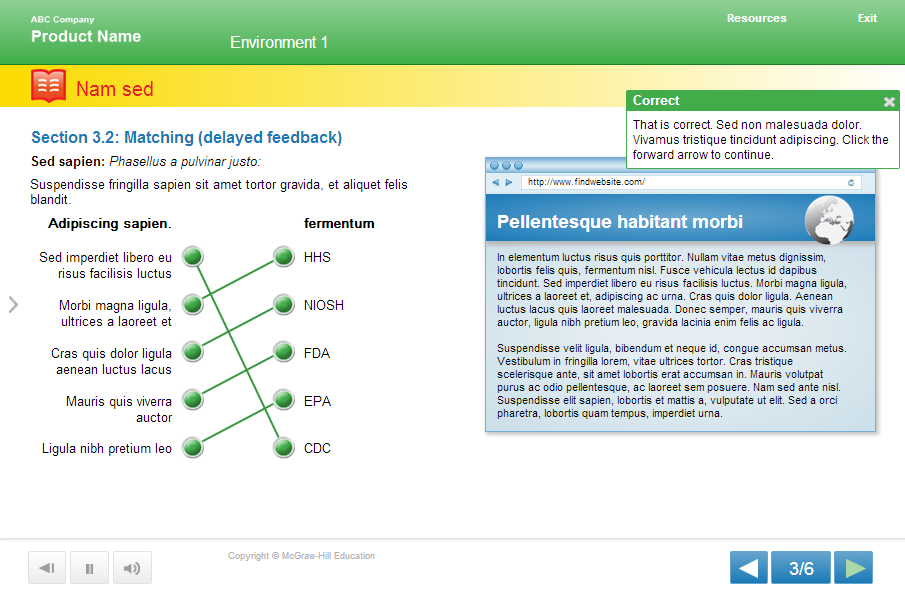 ABC Company
Product Name
Environment 1
Resources
Exit
Nam sed
Correct
That is correct. Sed non malesuada dolor.
Vivamus tristique tincidunt adipiscing. Click the
forward arrow to continue.
Section 3.2: Matching (delayed feedback)
Sed sapien: Phasellus a pulvinar justo:
Suspendisse fringilla sapien sit amet tortor gravida, et aliquet felis
blandit.
Adipiscing sapien.
fermentum
Sed imperdiet libero eu
risus facilisis luctus
HHS
Morbi magna ligula,
ultrices a laoreet et
NIOSH
Cras quis dolor ligula
aenean luctus lacus
FDA
Mauris quis viverra
auctor
EPA
Ligula nibh pretium leo
CDC
http://www.findwebsite.com/
Pellentesque habitant morbi
In elementum luctus risus quis porttitor. Nullam vitae metus dignissim,
lobortis felis quis, fermentum nisl. Fusce vehicula lectus id dapibus
tincidunt. Sed imperdiet libero eu risus facilisis luctus. Morbi magna ligula,
ultrices a laoreet et, adipiscing ac urna. Cras quis dolor ligula. Aenean
luctus lacus quis laoreet malesuada. Donec semper, mauris quis viverra
auctor, ligula nibh pretium leo, gravida lacinia enim felis ac ligula.
Suspendisse velit ligula, bibendum et neque id, congue accumsan metus.
Vestibulum in fringilla lorem, vitae ultrices tortor. Cras tristique
scelerisque ante, sit amet lobortis erat accumsan in. Mauris volutpat
purus ac odio pellentesque, ac laoreet sem posuere. Nam sed ante nisl.
Suspendisse elit sapien, lobortis et mattis a, vulputate ut elit. Sed a orci
pharetra, lobortis quam tempus, imperdiet urna.
Copyright © McGraw-Hill Education
3/6